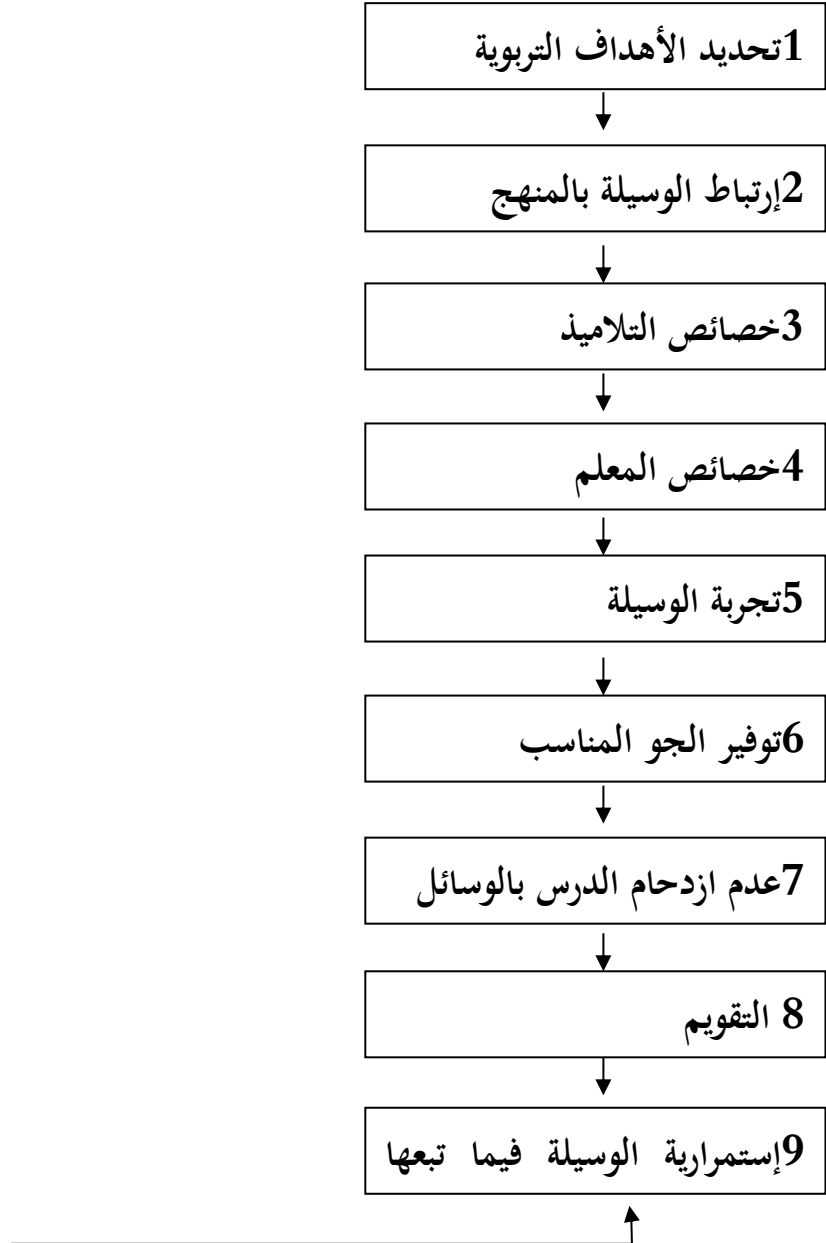 1تحديد الأهداف التربوية
2إرتباط الوسيلة بالمنهج
3خصائص التلاميذ
4خصائص المعلم
5تجربة الوسيلة
6توفير الجو المناسب
7عدم ازدحام الدرس بالوسائل
8 التقويم
9إستمرارية الوسيلة فيما تبعها